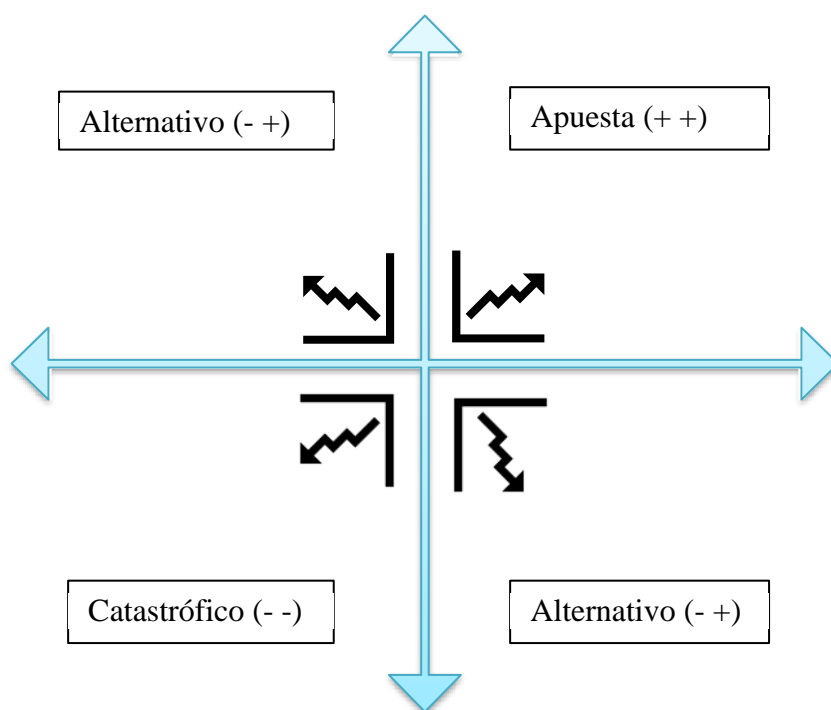 Alternativo (- +)
Apuesta (+ +)
Catastrófico (- -)
Alternativo (- +)